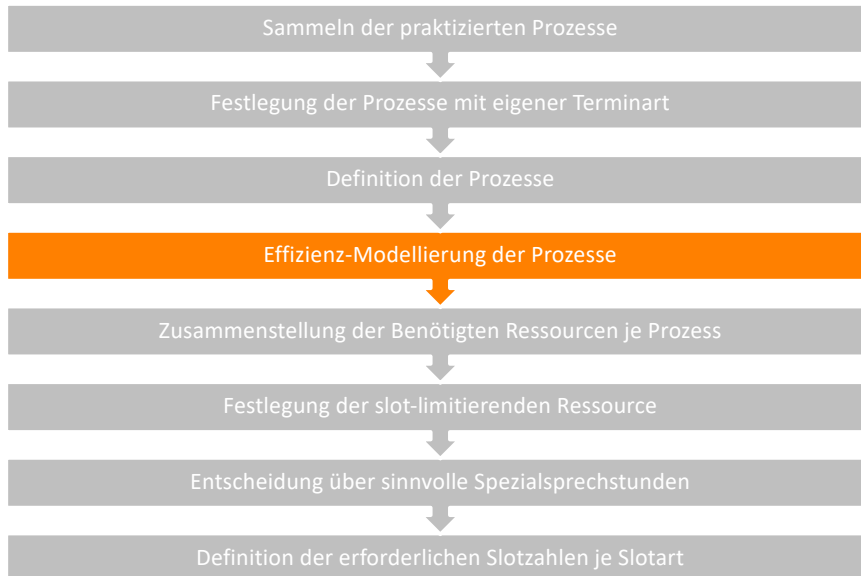 Sammeln der praktizierten Prozesse
Festlegung der Prozesse mit eigener Terminart
Definition der Prozesse
Effizienz-Modellierung der Prozesse
Zusammenstellung der Benötigten Ressourcen je Prozess
Festlegung der slot-limitierenden Ressource
Entscheidung über sinnvolle Spezialsprechstunden
Definition der erforderlichen Slotzahlen je Slotart